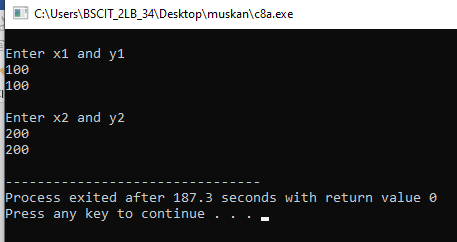 C:\Users\BSCIT_2LB_34\Desktop\muskan\c8a.exe
Enter x1 and y1
100
100
Enter x2 and y2
200
200
--------------------------------
Process exited after 187.3 seconds with return value 0
Press any key to continue . . .